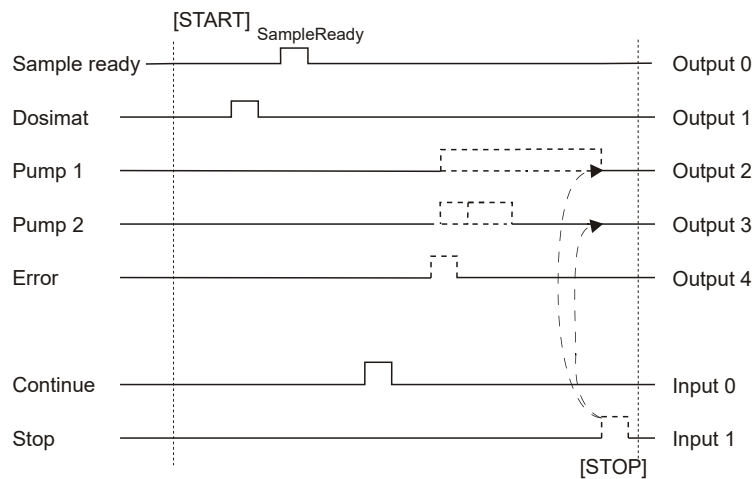 [START]
SampleReady
Sample ready Output 0
Dosimat Output 1
Pump 1 Output 2
Pump 2 Output 3
Error Output 4
Continue Input 0
Stop Input 1
[STOP]